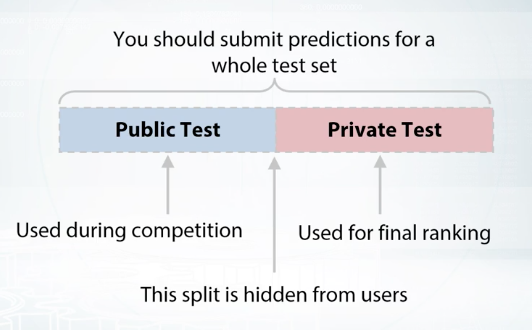 You should submit predictions for a
whole test set
Public Test
Private Test
Used during competition
Used for final ranking
This split is hidden from users